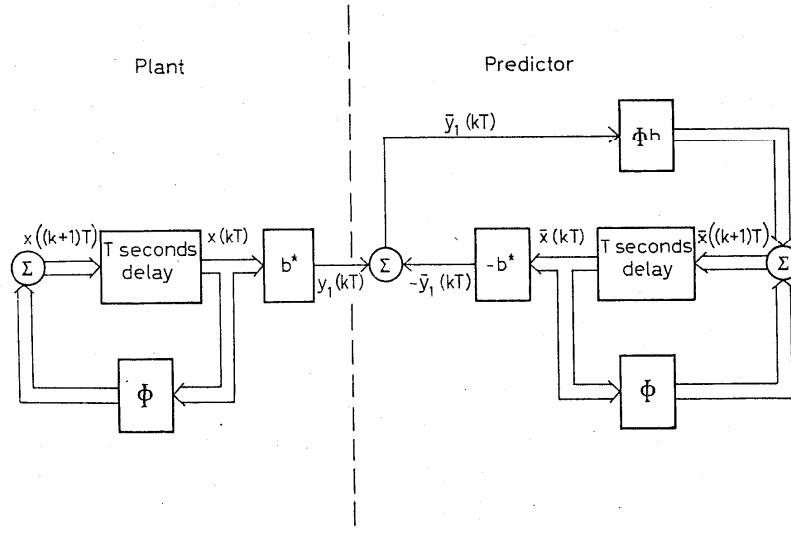 Plant
Predictor
ȳ₁(kT)
Φh
x((k+1)T)
T seconds
delay
x(kT)
b*
y₁(kT)
Σ
Σ
-ȳ₁(kT)
-b*
x̄(kT)
T seconds
delay
x̄((k+1)T)
Σ
Φ
Φ